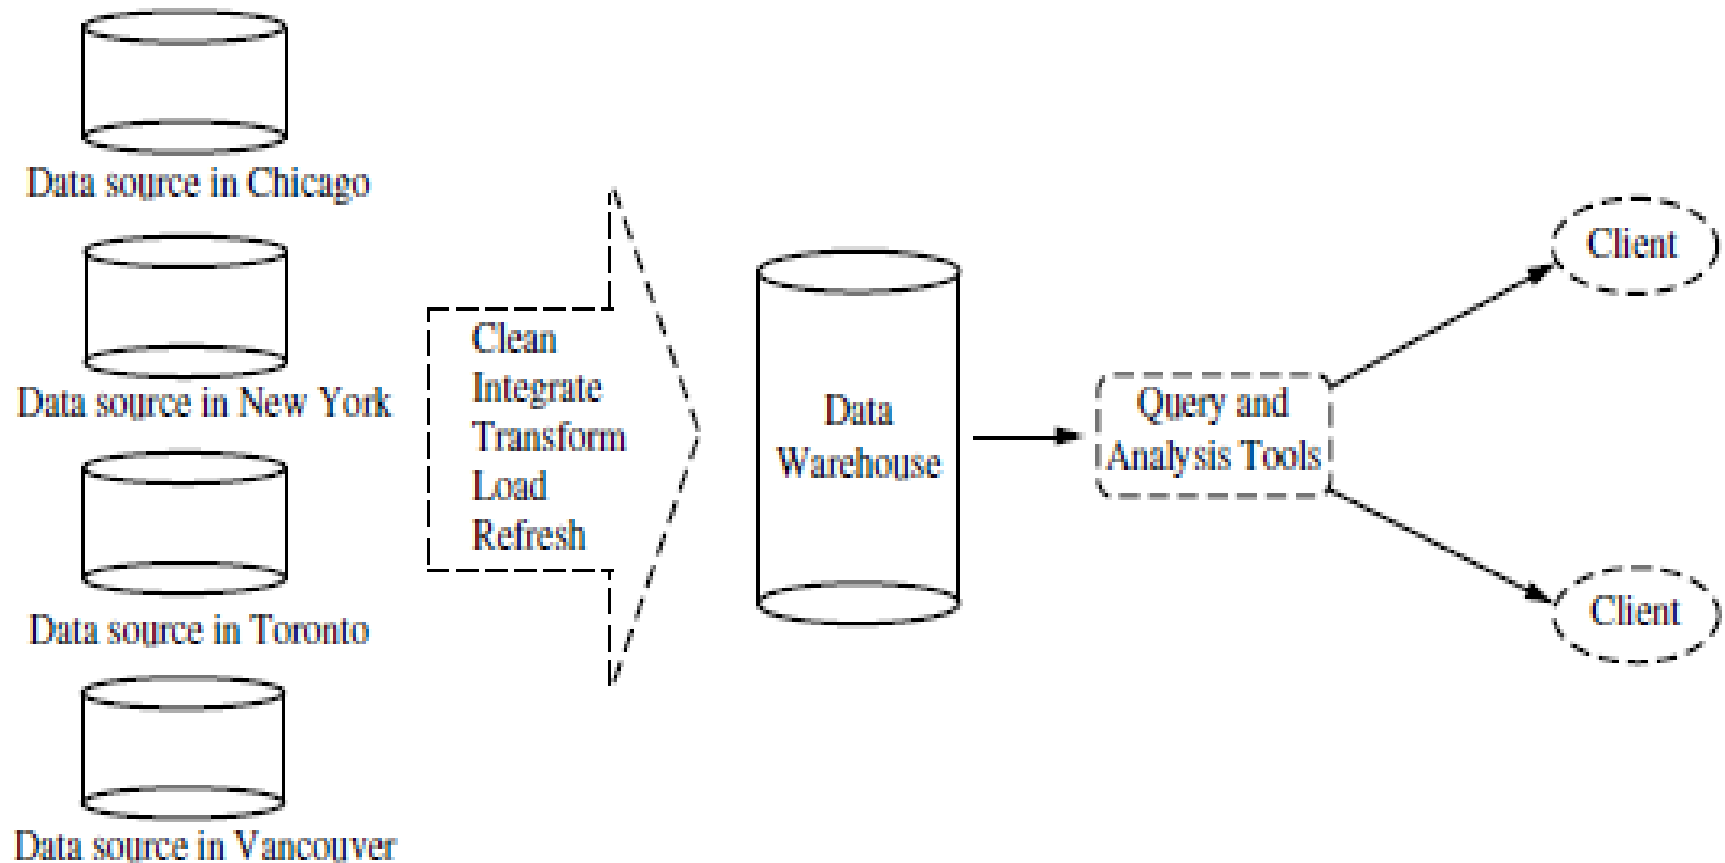 Data source in Chicago
Data source in New York
Data source in Toronto
Data source in Vancouver
Clean
Integrate
Transform
Load
Refresh
Data
Warehouse
Query and
Analysis Tools
Client
Client